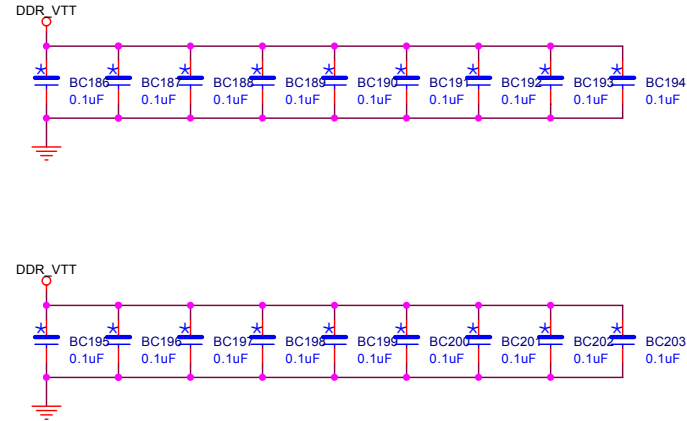 DDR_VTT
BC186 BC187 BC188 BC189 BC190 BC191 BC192 BC193 BC194
0.1uF 0.1uF 0.1uF 0.1uF 0.1uF 0.1uF 0.1uF 0.1uF 0.1uF
DDR_VTT
BC195 BC196 BC197 BC198 BC199 BC200 BC201 BC202 BC203
0.1uF 0.1uF 0.1uF 0.1uF 0.1uF 0.1uF 0.1uF 0.1uF 0.1uF